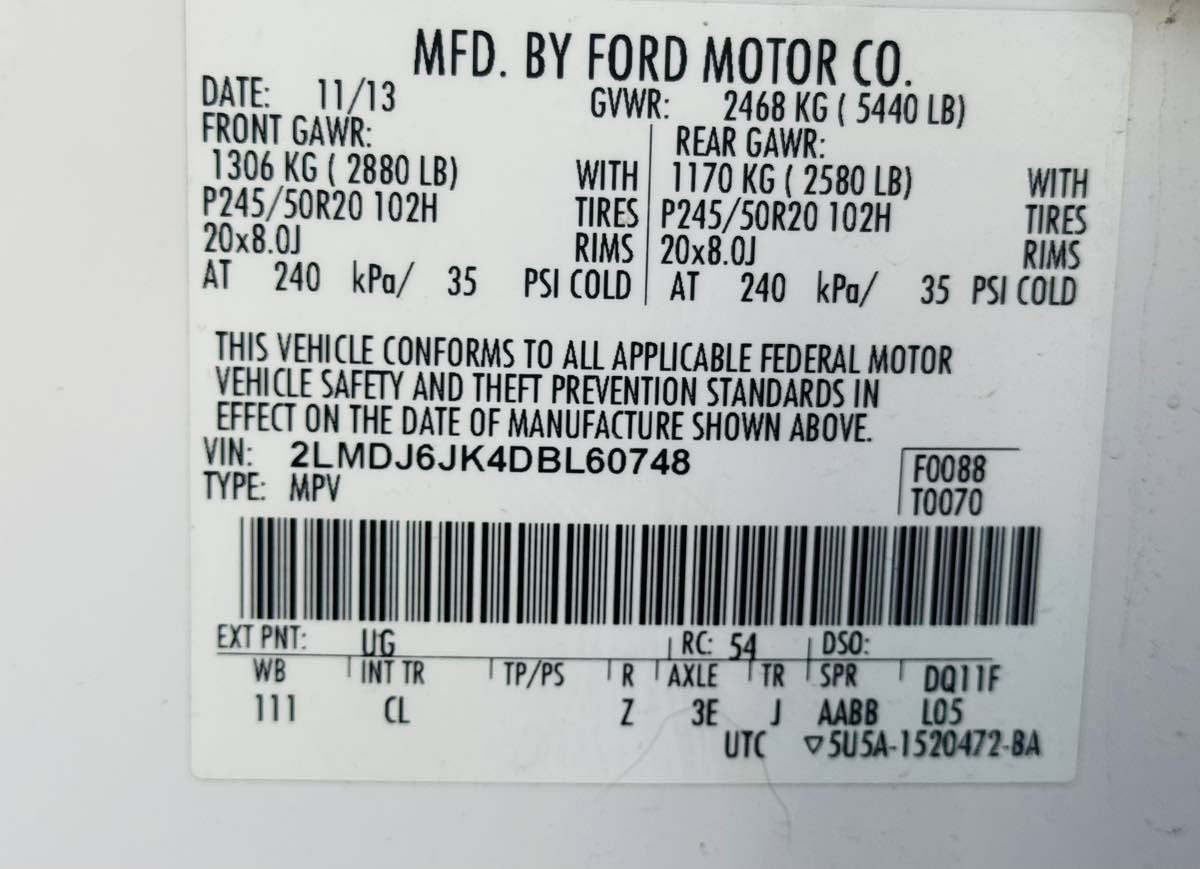 MFD. BY FORD MOTOR CO.
DATE: 11/13 GVWR: 2468 KG ( 5440 LB)
FRONT GAWR: REAR GAWR:
1306 KG ( 2880 LB) WITH 1170 KG ( 2580 LB) WITH
P245/50R20 102H TIRES P245/50R20 102H TIRES
20x8.0J RIMS 20x8.0J RIMS
AT 240 kPa/ 35 PSI COLD AT 240 kPa/ 35 PSI COLD
THIS VEHICLE CONFORMS TO ALL APPLICABLE FEDERAL MOTOR
VEHICLE SAFETY AND THEFT PREVENTION STANDARDS IN
EFFECT ON THE DATE OF MANUFACTURE SHOWN ABOVE.
VIN: 2LMDJ6JK4DBL60748 F0088
TYPE: MPV T0070
EXT PNT: UG RC: 54 DSO:
WB INT TR TP/PS R AXLE TR SPR DQ11F
111 CL Z 3E J AABB L05
UTC ▽5U5A-1520472-BA